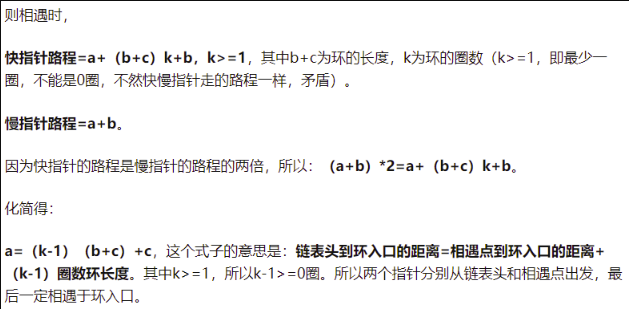 则相遇时，
快指针路程=a+（b+c）k+b，k>=1，其中b+c为环的长度，k为环的圈数（k>=1，即最少一
圈，不能是0圈，不然快慢指针走的路程一样，矛盾）。
慢指针路程=a+b。
因为快指针的路程是慢指针的路程的两倍，所以：（a+b）*2=a+（b+c）k+b。
化简得：
a=（k-1）（b+c）+c，这个式子的意思是：链表头到环入口的距离=相遇点到环入口的距离+
（k-1）圈数环长度。其中k>=1，所以k-1>=0圈。所以两个指针分别从链表头和相遇点出发，最
后一定相遇于环入口。